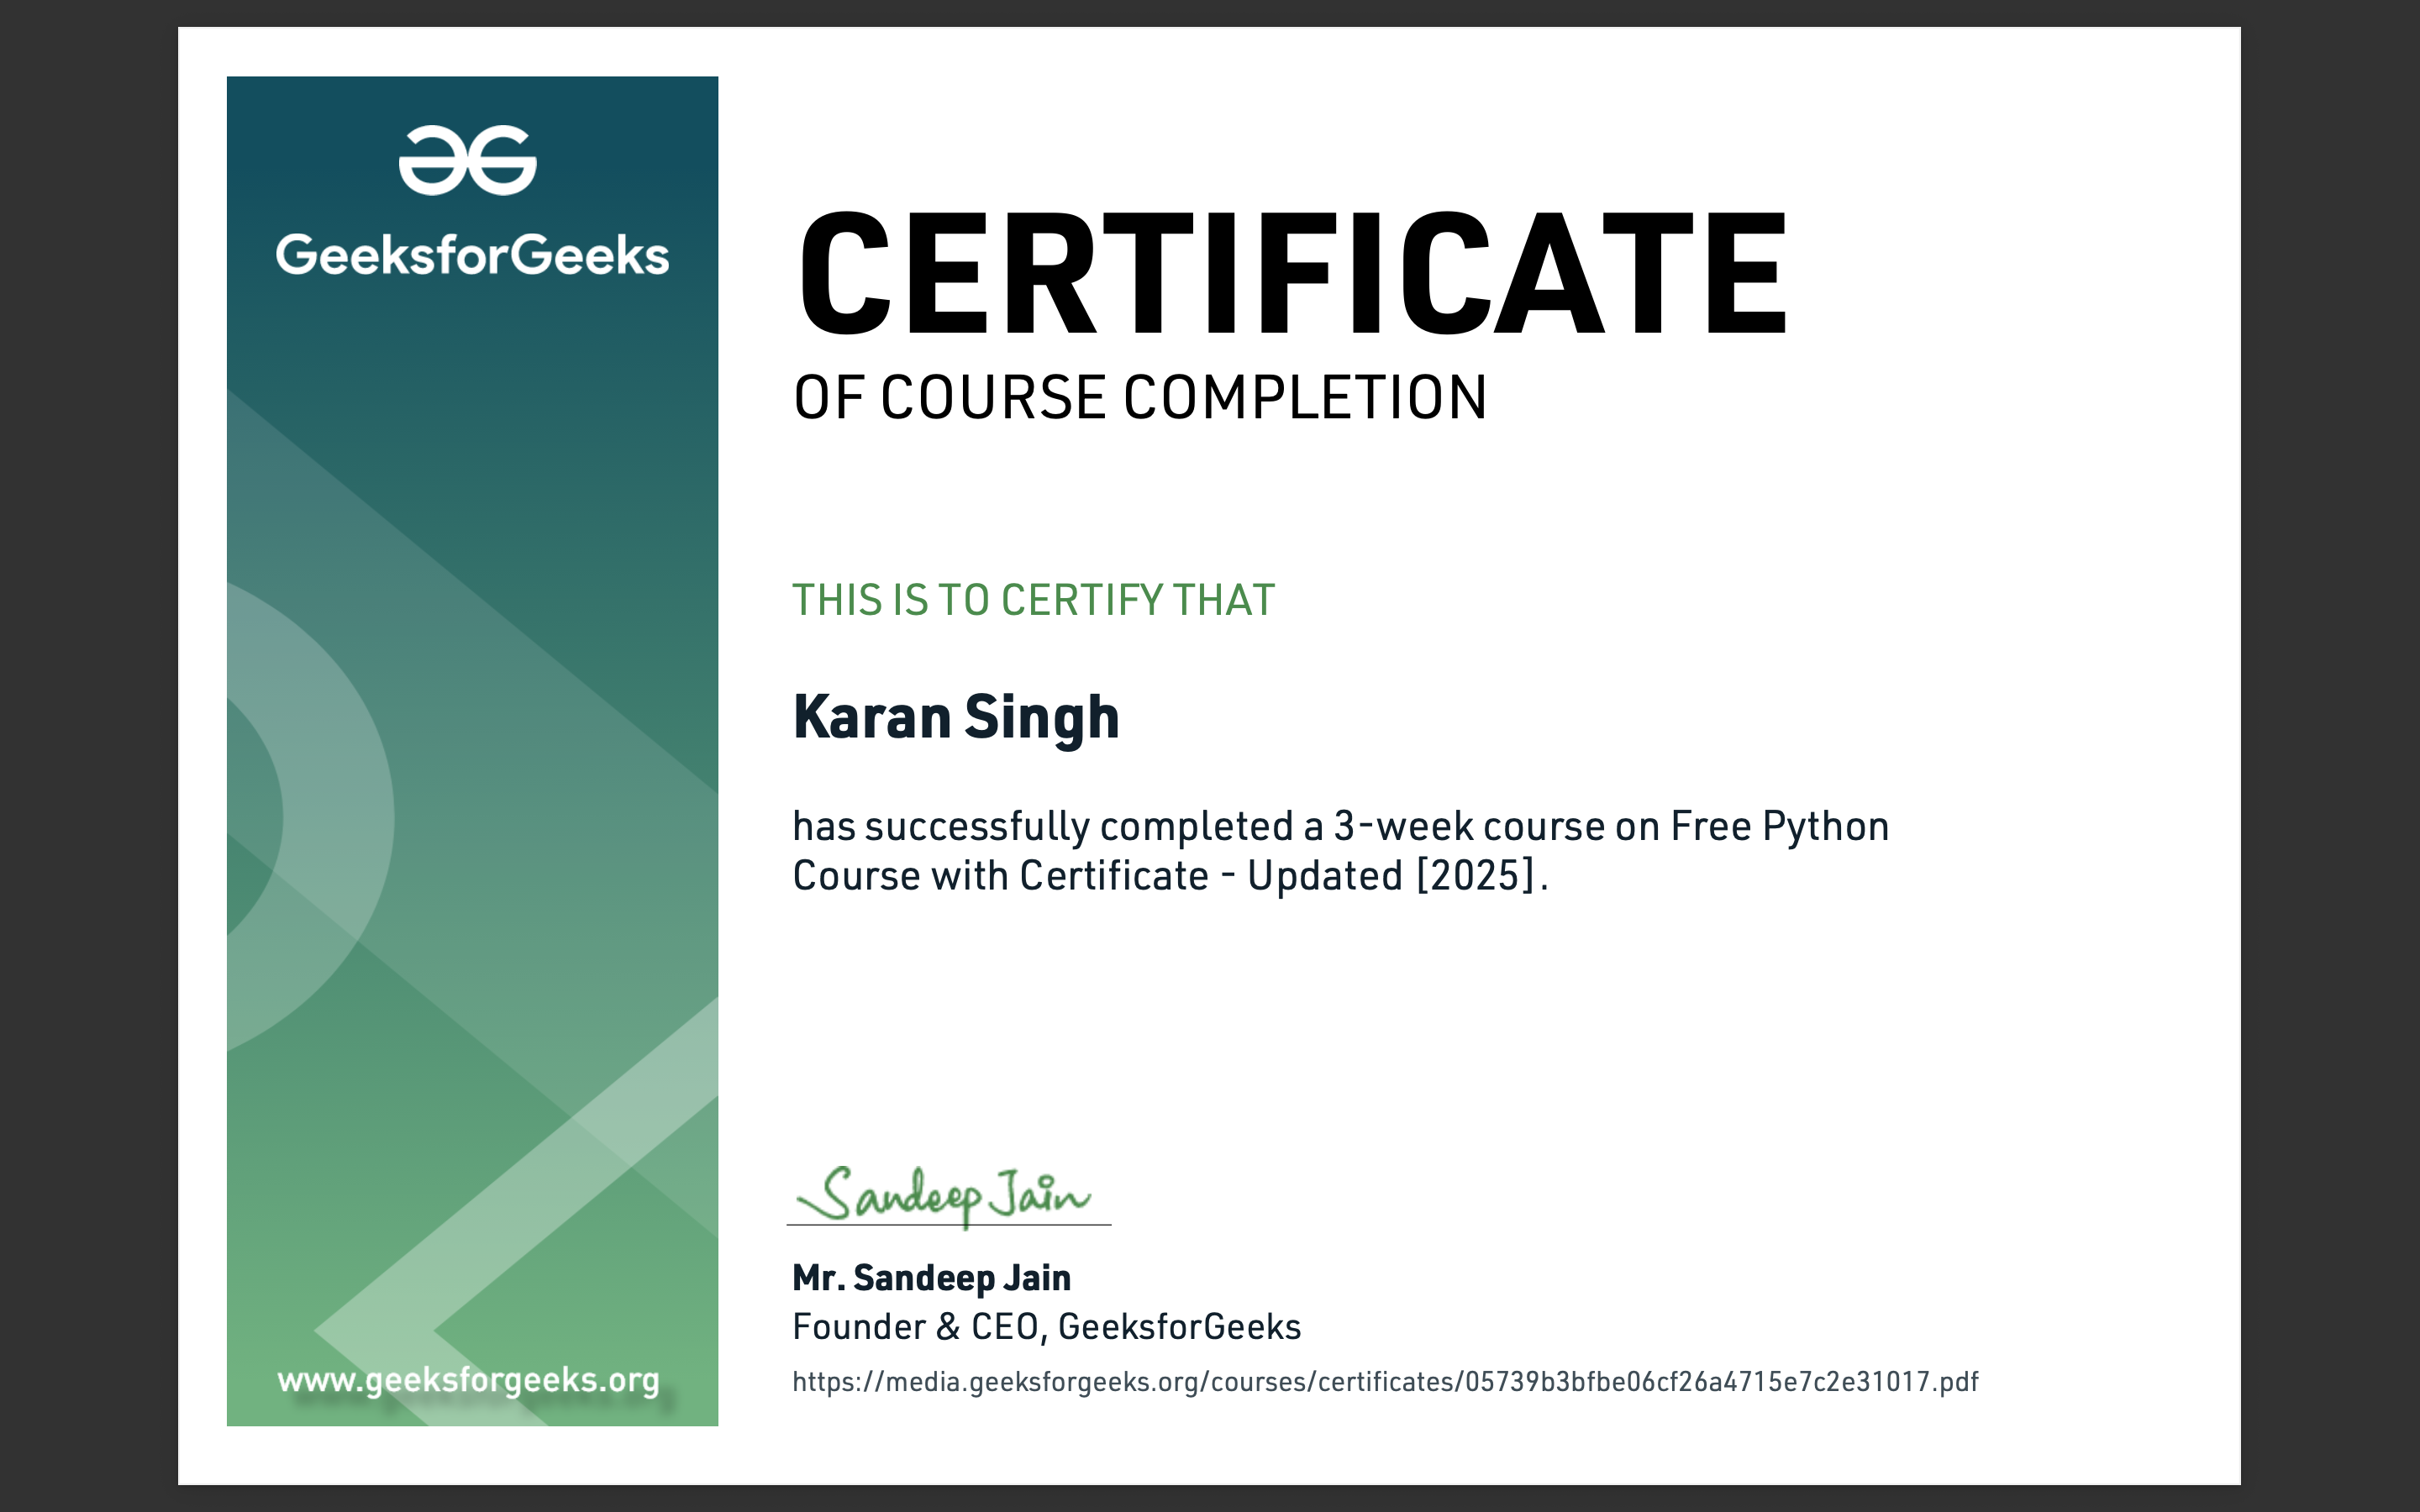 GeeksforGeeks
CERTIFICATE
OF COURSE COMPLETION
THIS IS TO CERTIFY THAT
Karan Singh
has successfully completed a 3-week course on Free Python
Course with Certificate - Updated [2025].
Sandeep Jain
Mr. Sandeep Jain
Founder & CEO, GeeksforGeeks
https://media.geeksforgeeks.org/courses/certificates/05739b3bfbe06cf26a4715e7c2e31017.pdf
www.geeksforgeeks.org